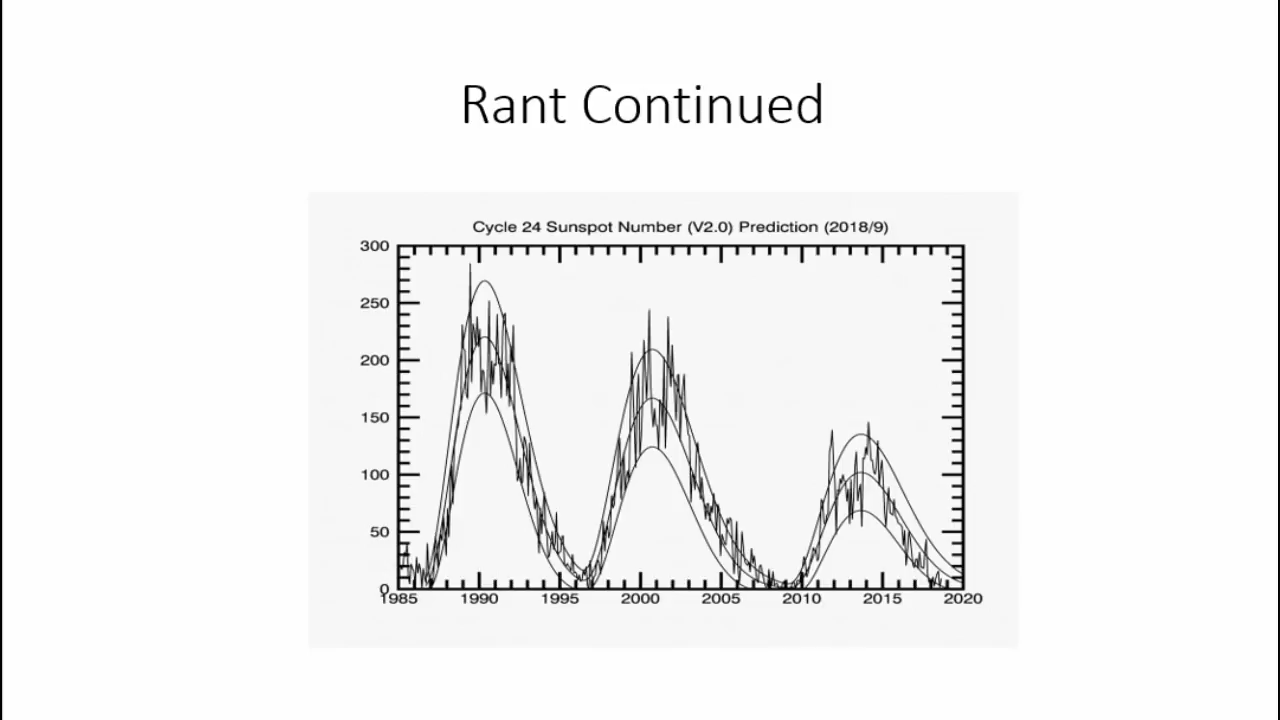 Rant Continued
Cycle 24 Sunspot Number (V2.0) Prediction (2018/9)
300
250
200
150
100
50
0
1985 1990 1995 2000 2005 2010 2015 2020